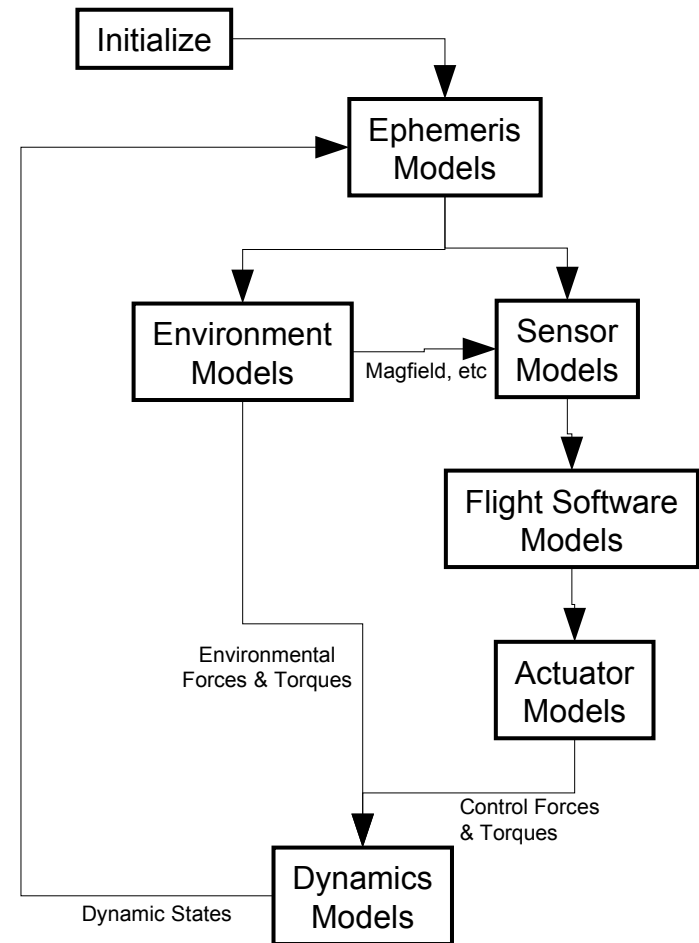 Initialize
Ephemeris
Models
Environment
Models
Magfield, etc
Sensor
Models
Flight Software
Models
Environmental
Forces & Torques
Actuator
Models
Control Forces
& Torques
Dynamics
Models
Dynamic States